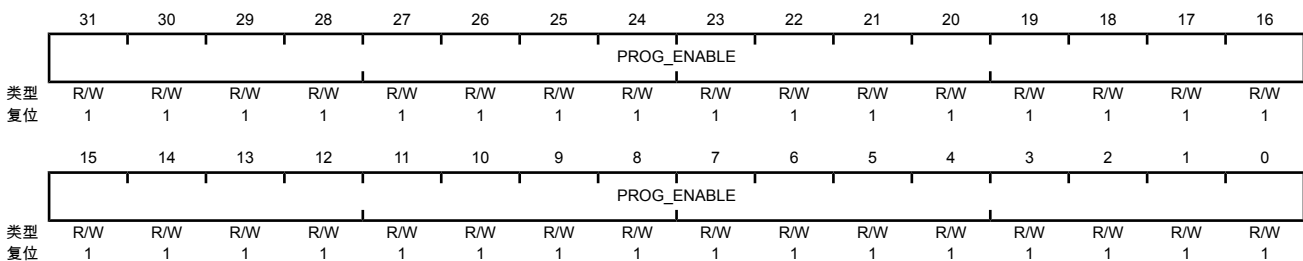 31 30 29 28 27 26 25 24 23 22 21 20 19 18 17 16
PROG_ENABLE
类型 R/W R/W R/W R/W R/W R/W R/W R/W R/W R/W R/W R/W R/W R/W R/W R/W
复位 1 1 1 1 1 1 1 1 1 1 1 1 1 1 1 1
15 14 13 12 11 10 9 8 7 6 5 4 3 2 1 0
PROG_ENABLE
类型 R/W R/W R/W R/W R/W R/W R/W R/W R/W R/W R/W R/W R/W R/W R/W R/W
复位 1 1 1 1 1 1 1 1 1 1 1 1 1 1 1 1